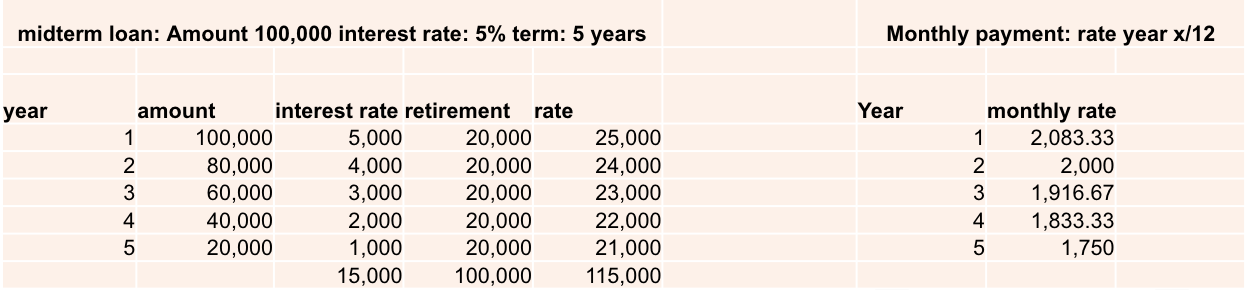 midterm loan: Amount 100,000 interest rate: 5% term: 5 years Monthly payment: rate year x/12
year amount interest rate retirement rate Year monthly rate
1 100,000 5,000 20,000 25,000 1 2,083.33
2 80,000 4,000 20,000 24,000 2 2,000
3 60,000 3,000 20,000 23,000 3 1,916.67
4 40,000 2,000 20,000 22,000 4 1,833.33
5 20,000 1,000 20,000 21,000 5 1,750
15,000 100,000 115,000